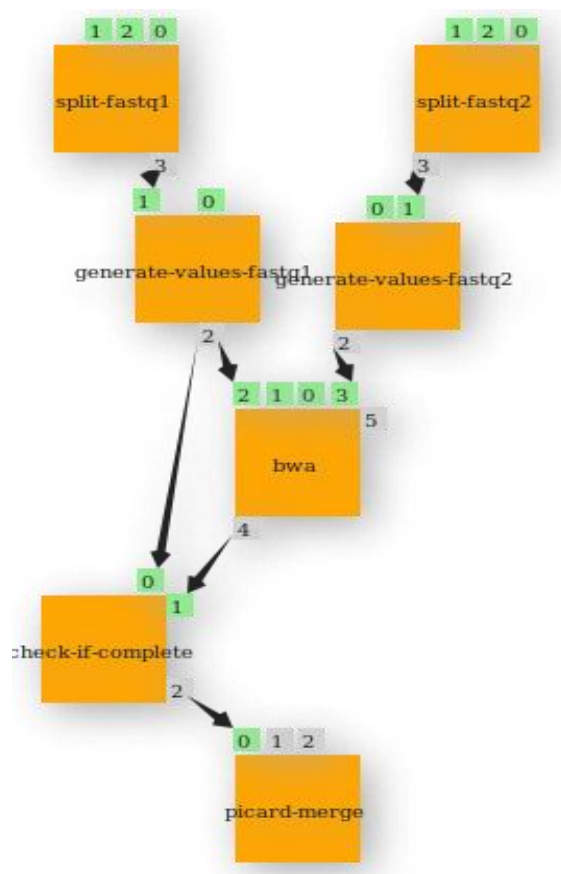 1 2 0
1 2 0
split-fastq1
split-fastq2
3
3
1 0
0 1
generate-values-fastq1
generate-values-fastq2
2
2
2 1 0 3
5
bwa
4
0
1
check-if-complete
2
0 1 2
picard-merge